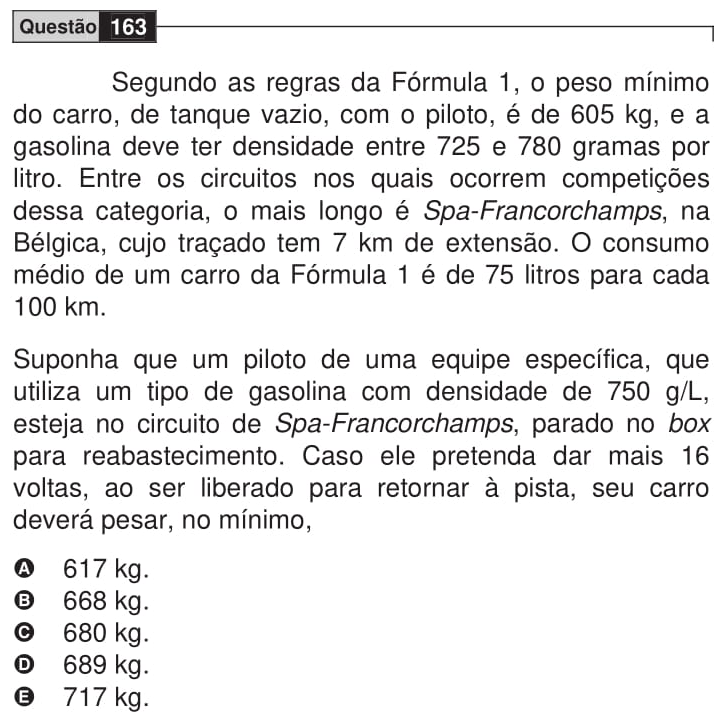 Questão 163
Segundo as regras da Fórmula 1, o peso mínimo
do carro, de tanque vazio, com o piloto, é de 605 kg, e a
gasolina deve ter densidade entre 725 e 780 gramas por
litro. Entre os circuitos nos quais ocorrem competições
dessa categoria, o mais longo é Spa-Francorchamps, na
Bélgica, cujo traçado tem 7 km de extensão. O consumo
médio de um carro da Fórmula 1 é de 75 litros para cada
100 km.
Suponha que um piloto de uma equipe específica, que
utiliza um tipo de gasolina com densidade de 750 g/L,
esteja no circuito de Spa-Francorchamps, parado no box
para reabastecimento. Caso ele pretenda dar mais 16
voltas, ao ser liberado para retornar à pista, seu carro
deverá pesar, no mínimo,
A 617 kg.
B 668 kg.
C 680 kg.
D 689 kg.
E 717 kg.